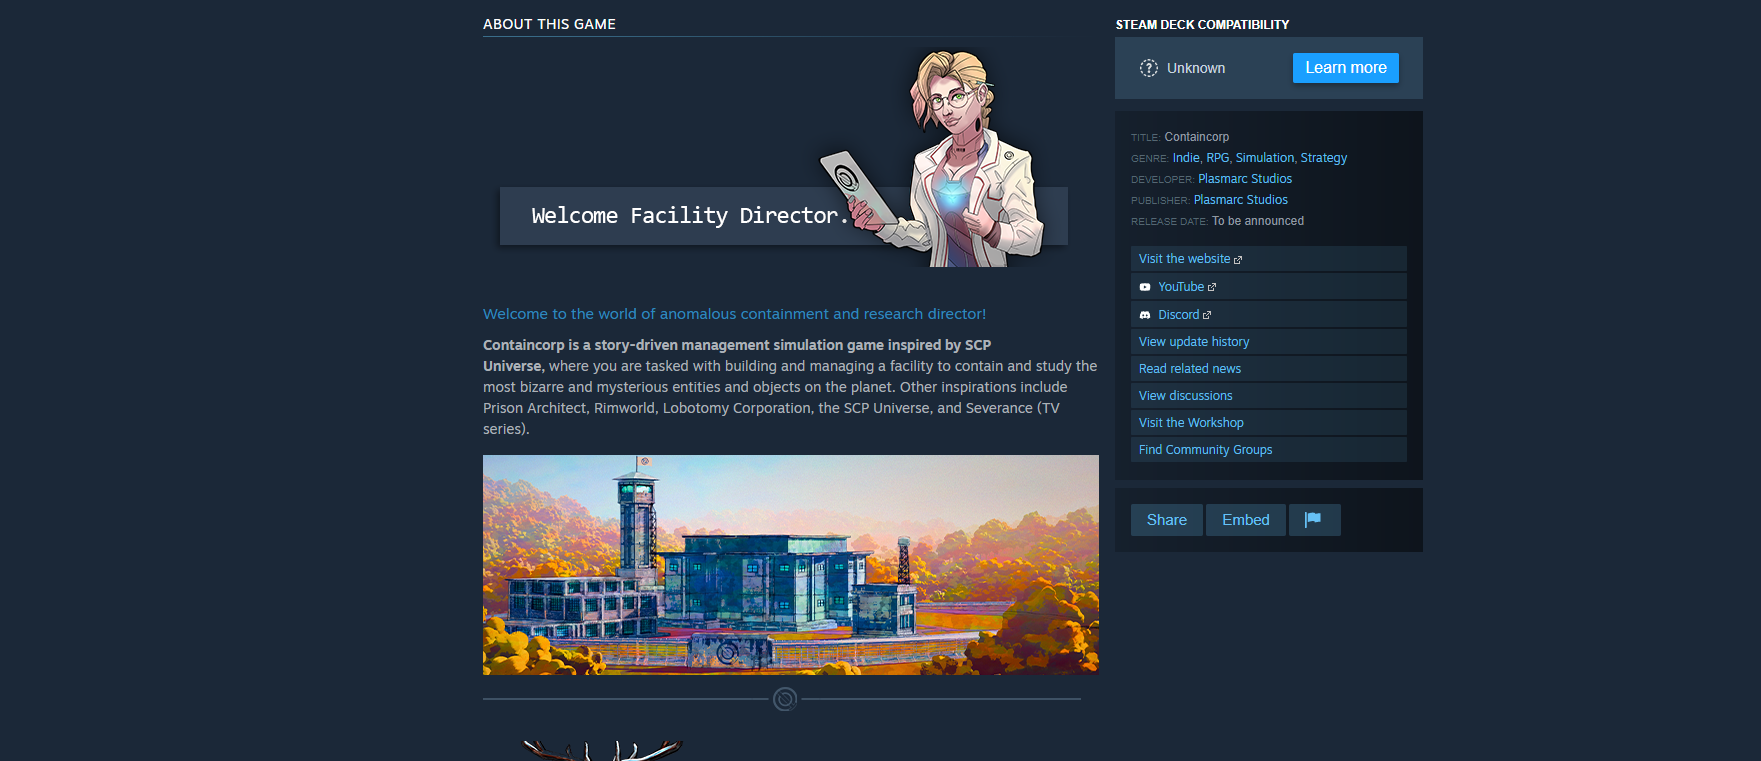 ABOUT THIS GAME
Welcome Facility Director.
Welcome to the world of anomalous containment and research director!
Containcorp is a story-driven management simulation game inspired by SCP
Universe, where you are tasked with building and managing a facility to contain and study the
most bizarre and mysterious entities and objects on the planet. Other inspirations include
Prison Architect, Rimworld, Lobotomy Corporation, the SCP Universe, and Severance (TV
series).
STEAM DECK COMPATIBILITY
Unknown
Learn more
TITLE: Containcorp
GENRE: Indie, RPG, Simulation, Strategy
DEVELOPER: Plasmarc Studios
PUBLISHER: Plasmarc Studios
RELEASE DATE: To be announced
Visit the website
YouTube
Discord
View update history
Read related news
View discussions
Visit the Workshop
Find Community Groups
Share
Embed